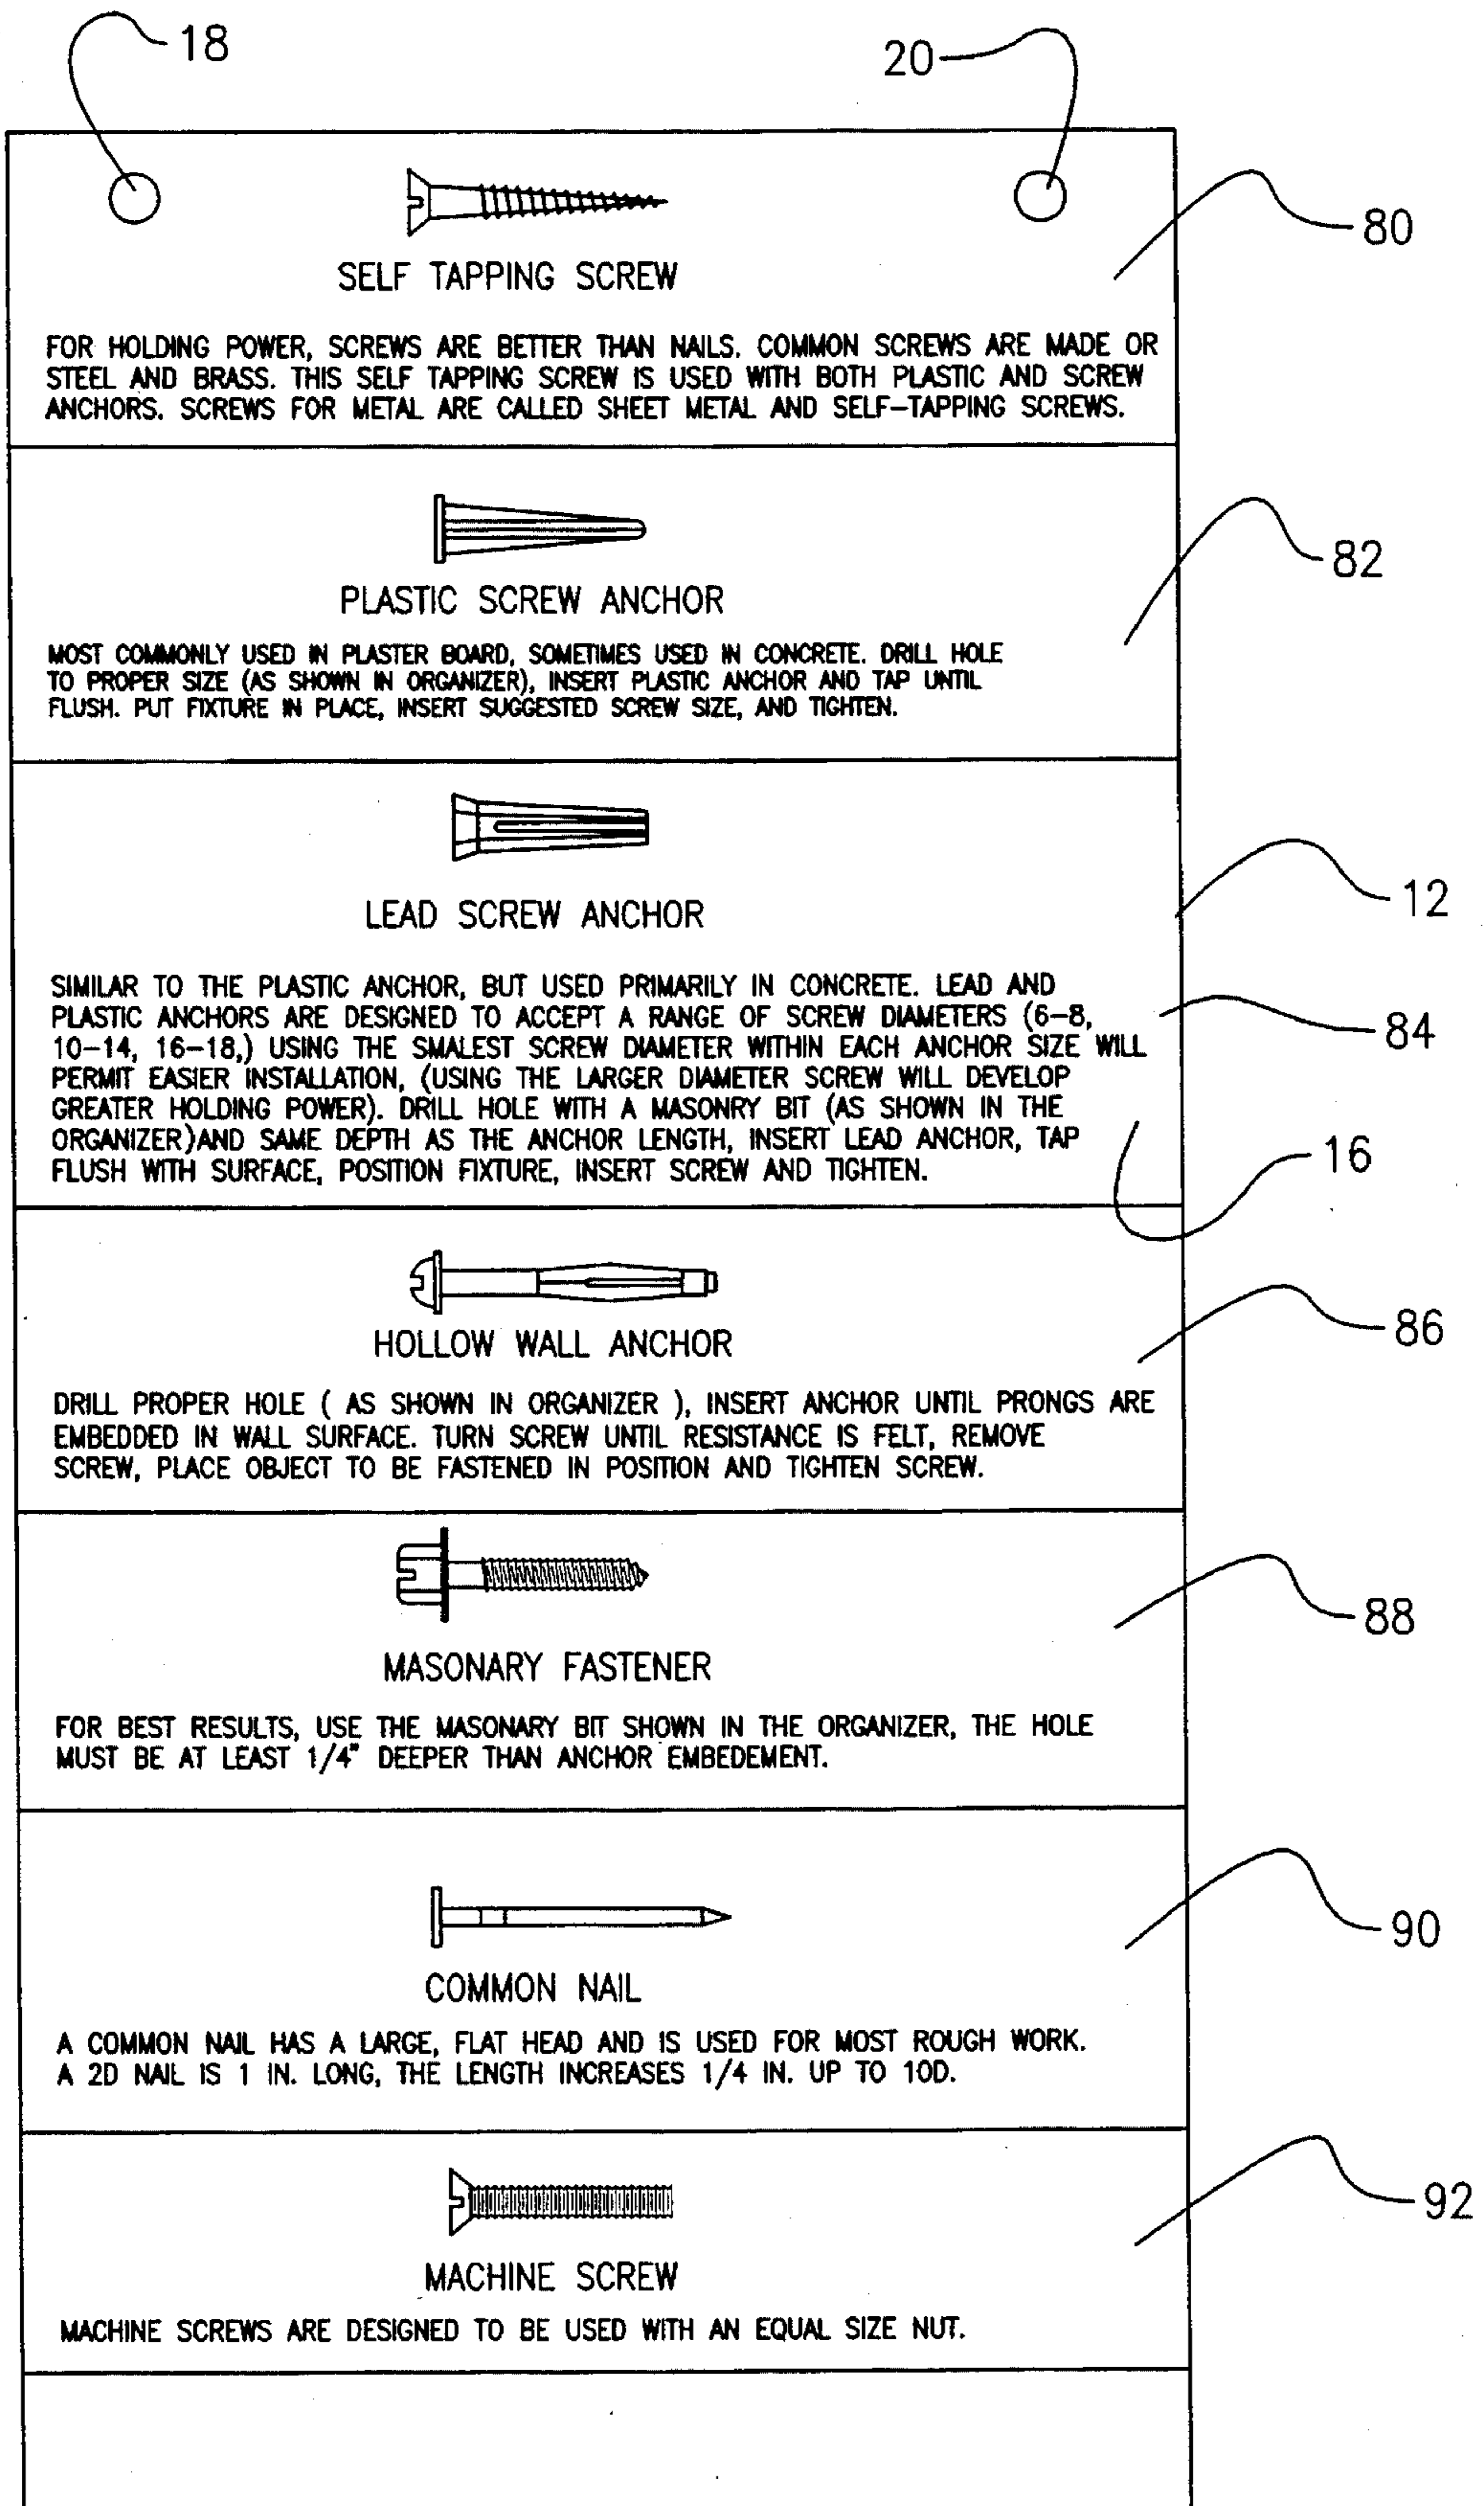 18
20
80
SELF TAPPING SCREW
FOR HOLDING POWER, SCREWS ARE BETTER THAN NAILS. COMMON SCREWS ARE MADE OR
STEEL AND BRASS. THIS SELF TAPPING SCREW IS USED WITH BOTH PLASTIC AND SCREW
ANCHORS. SCREWS FOR METAL ARE CALLED SHEET METAL AND SELF-TAPPING SCREWS.
82
PLASTIC SCREW ANCHOR
MOST COMMONLY USED IN PLASTER BOARD, SOMETIMES USED IN CONCRETE. DRILL HOLE
TO PROPER SIZE (AS SHOWN IN ORGANIZER), INSERT PLASTIC ANCHOR AND TAP UNTIL
FLUSH. PUT FIXTURE IN PLACE, INSERT SUGGESTED SCREW SIZE, AND TIGHTEN.
12
LEAD SCREW ANCHOR
SIMILAR TO THE PLASTIC ANCHOR, BUT USED PRIMARILY IN CONCRETE. LEAD AND
PLASTIC ANCHORS ARE DESIGNED TO ACCEPT A RANGE OF SCREW DIAMETERS (6-8,
84
10-14, 16-18,) USING THE SMALEST SCREW DIAMETER WITHIN EACH ANCHOR SIZE WILL
PERMIT EASIER INSTALLATION, (USING THE LARGER DIAMETER SCREW WILL DEVELOP
GREATER HOLDING POWER). DRILL HOLE WITH A MASONRY BIT (AS SHOWN IN THE
ORGANIZER)AND SAME DEPTH AS THE ANCHOR LENGTH, INSERT LEAD ANCHOR, TAP
FLUSH WITH SURFACE, POSITION FIXTURE, INSERT SCREW AND TIGHTEN.
16
86
HOLLOW WALL ANCHOR
DRILL PROPER HOLE ( AS SHOWN IN ORGANIZER ), INSERT ANCHOR UNTIL PRONGS ARE
EMBEDDED IN WALL SURFACE. TURN SCREW UNTIL RESISTANCE IS FELT, REMOVE
SCREW, PLACE OBJECT TO BE FASTENED IN POSITION AND TIGHTEN SCREW.
88
MASONARY FASTENER
FOR BEST RESULTS, USE THE MASONARY BIT SHOWN IN THE ORGANIZER, THE HOLE
MUST BE AT LEAST 1/4" DEEPER THAN ANCHOR EMBEDEMENT.
90
COMMON NAIL
A COMMON NAIL HAS A LARGE, FLAT HEAD AND IS USED FOR MOST ROUGH WORK.
A 2D NAIL IS 1 IN. LONG, THE LENGTH INCREASES 1/4 IN. UP TO 10D.
92
MACHINE SCREW
MACHINE SCREWS ARE DESIGNED TO BE USED WITH AN EQUAL SIZE NUT.